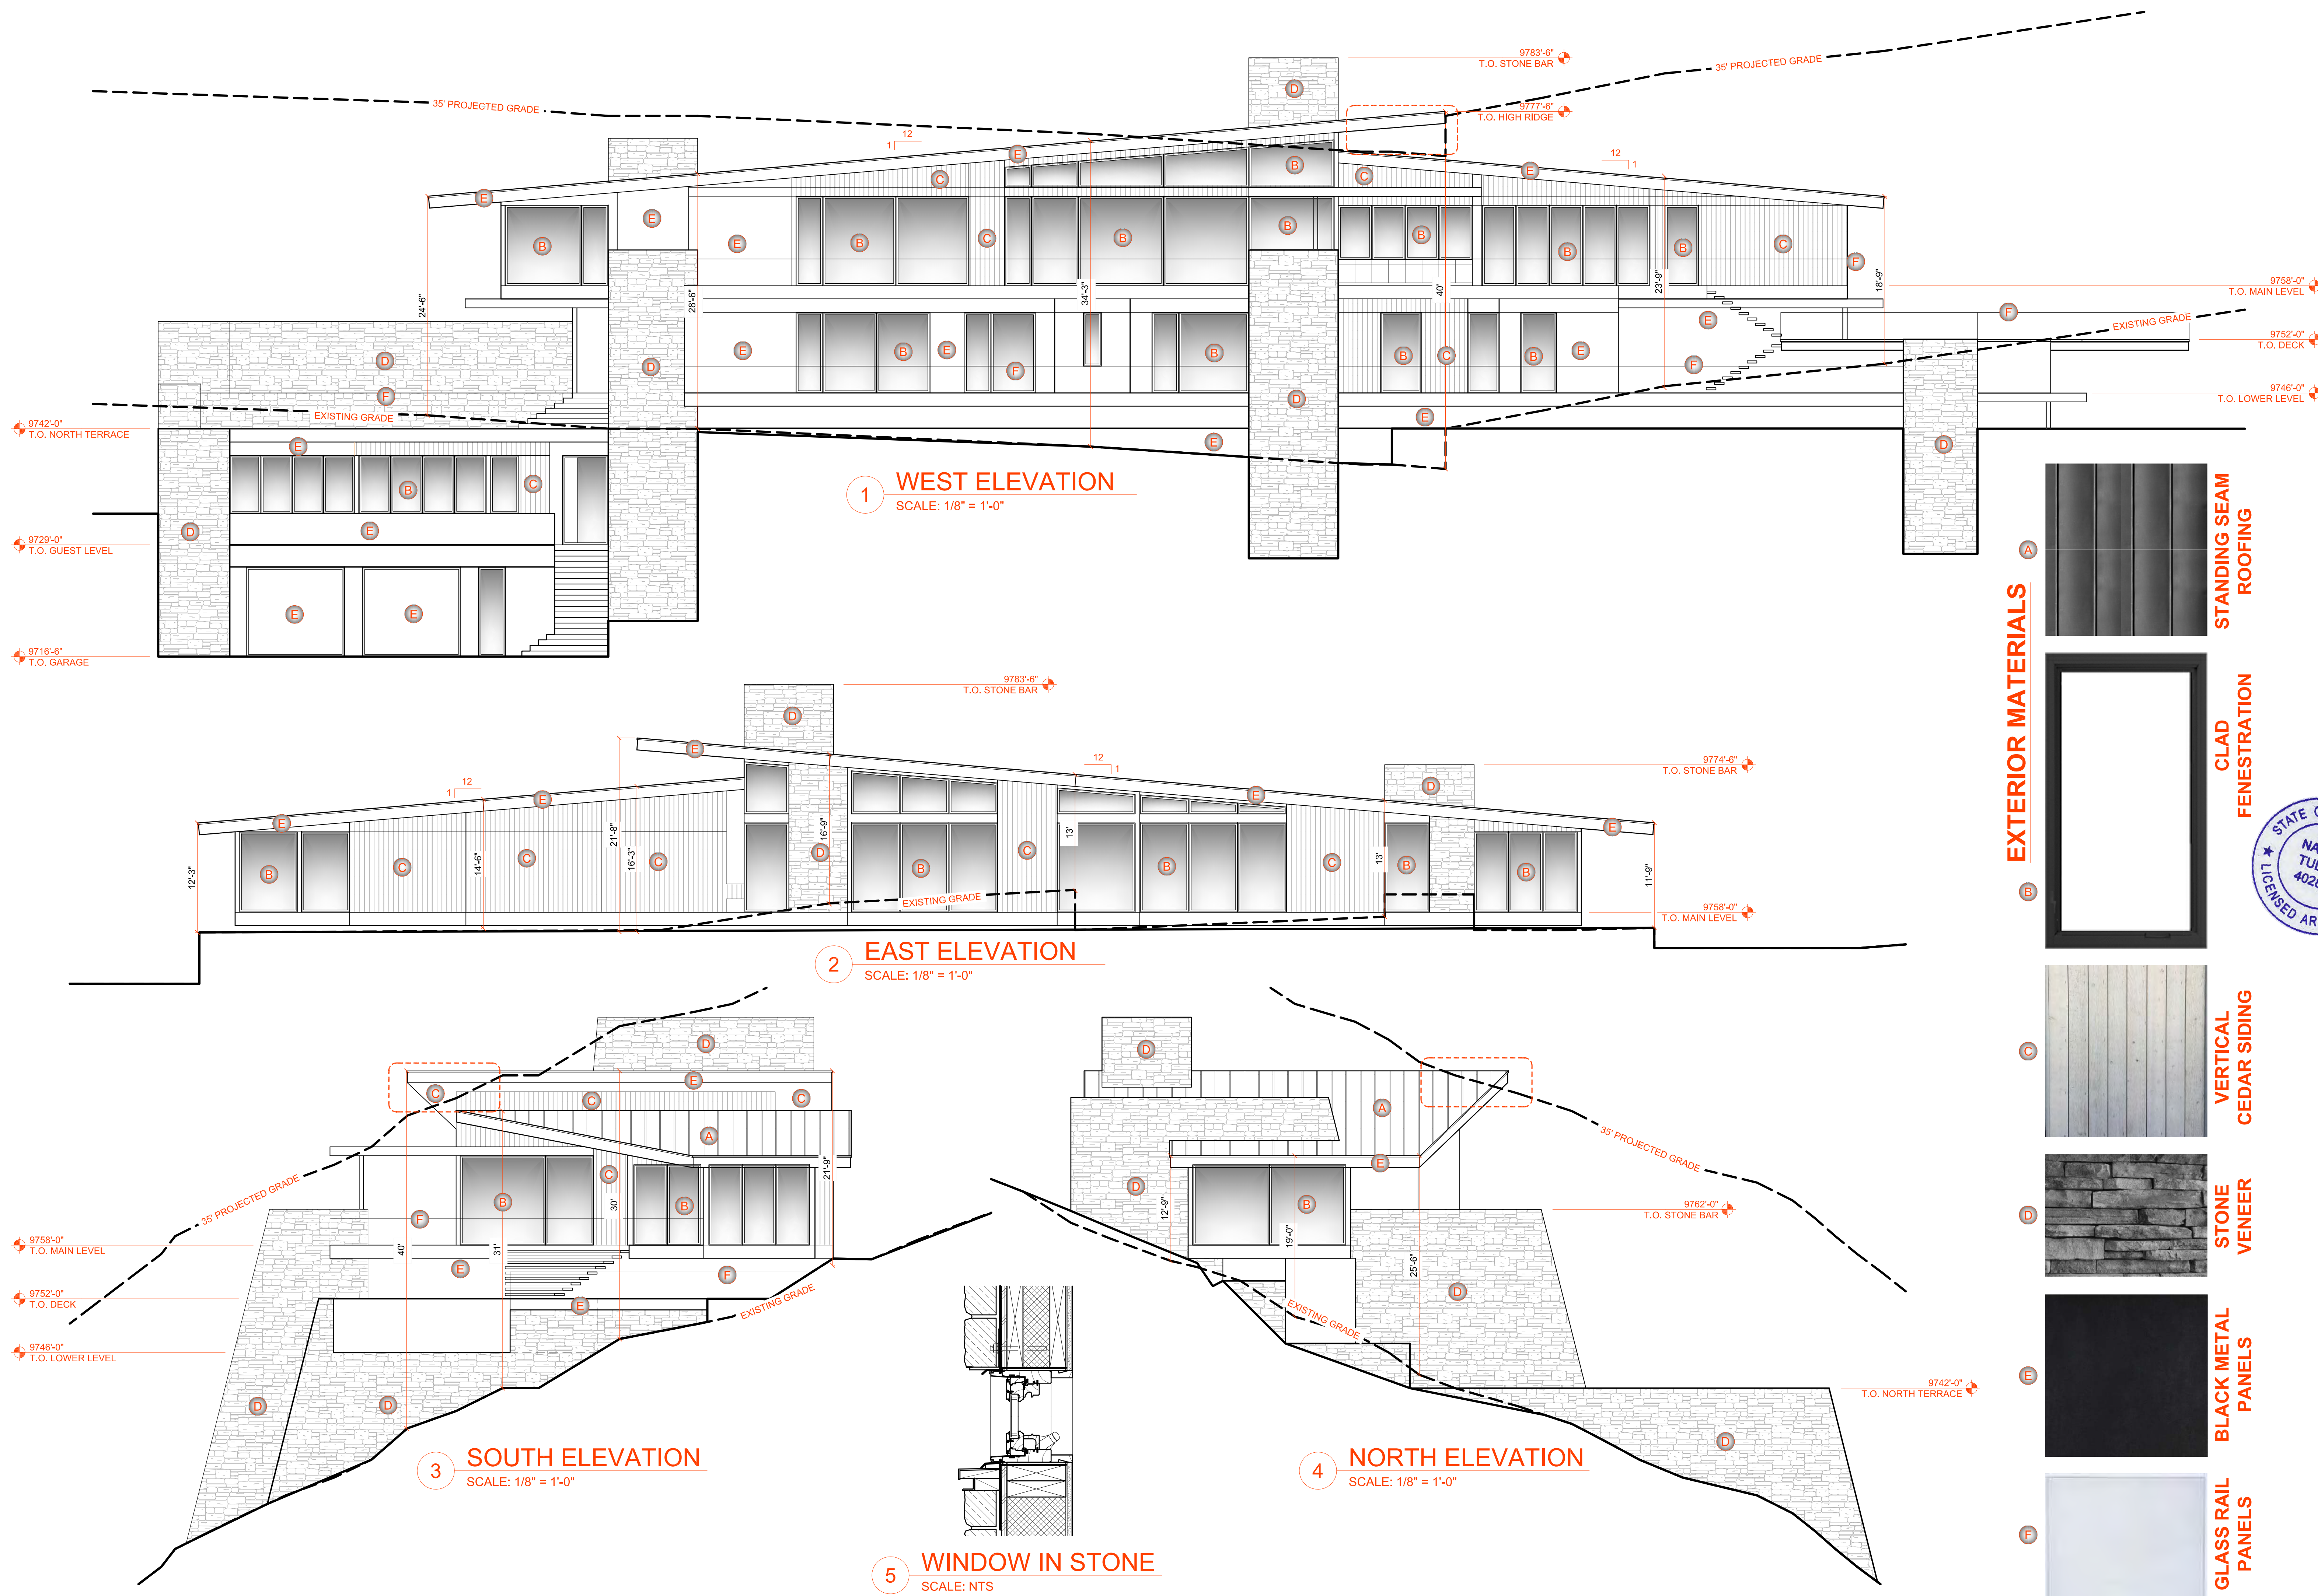 9783'-6"
T.O. STONE BAR
35' PROJECTED GRADE
35' PROJECTED GRADE
9777'-6"
T.O. HIGH RIDGE
D
12
1
12
1
E
E
B
C
C
E
E
E
B
E
B
C
B
B
B
B
B
C
F
24'-6"
28'-6"
34'-3"
40'
23'-9"
18'-9"
9758'-0"
T.O. MAIN LEVEL
F
EXISTING GRADE
9752'-0"
T.O. DECK
E
D
F
D
E
B
E
F
B
B
C
B
E
F
D
9746'-0"
T.O. LOWER LEVEL
EXISTING GRADE
E
E
9742'-0"
T.O. NORTH TERRACE
E
B
C
D
E
D
9729'-0"
T.O. GUEST LEVEL
E
E
9716'-6"
T.O. GARAGE
1
WEST ELEVATION
SCALE: 1/8" = 1'-0"
9783'-6"
T.O. STONE BAR
D
E
12
1
12
1
9774'-6"
T.O. STONE BAR
D
E
E
E
E
B
C
C
C
D
B
C
B
C
B
B
12'-3"
14'-6"
21'-8"
16'-3"
16'-9"
13'
13'
11'-9"
EXISTING GRADE
9758'-0"
T.O. MAIN LEVEL
2
EAST ELEVATION
SCALE: 1/8" = 1'-0"
D
E
C
C
C
A
35' PROJECTED GRADE
C
B
B
F
40'
31'
30'
21'-9"
9758'-0"
T.O. MAIN LEVEL
E
F
9752'-0"
T.O. DECK
E
EXISTING GRADE
9746'-0"
T.O. LOWER LEVEL
D
D
3
SOUTH ELEVATION
SCALE: 1/8" = 1'-0"
5
WINDOW IN STONE
SCALE: NTS
D
A
35' PROJECTED GRADE
E
D
B
12'-9"
19'-0"
25'-6"
9762'-0"
T.O. STONE BAR
D
EXISTING GRADE
9742'-0"
T.O. NORTH TERRACE
D
4
NORTH ELEVATION
SCALE: 1/8" = 1'-0"
EXTERIOR MATERIALS
A
STANDING SEAM
ROOFING
B
CLAD
FENESTRATION
C
VERTICAL
CEDAR SIDING
D
STONE
VENEER
E
BLACK METAL
PANELS
F
GLASS RAIL
PANELS
STATE
LICENSED